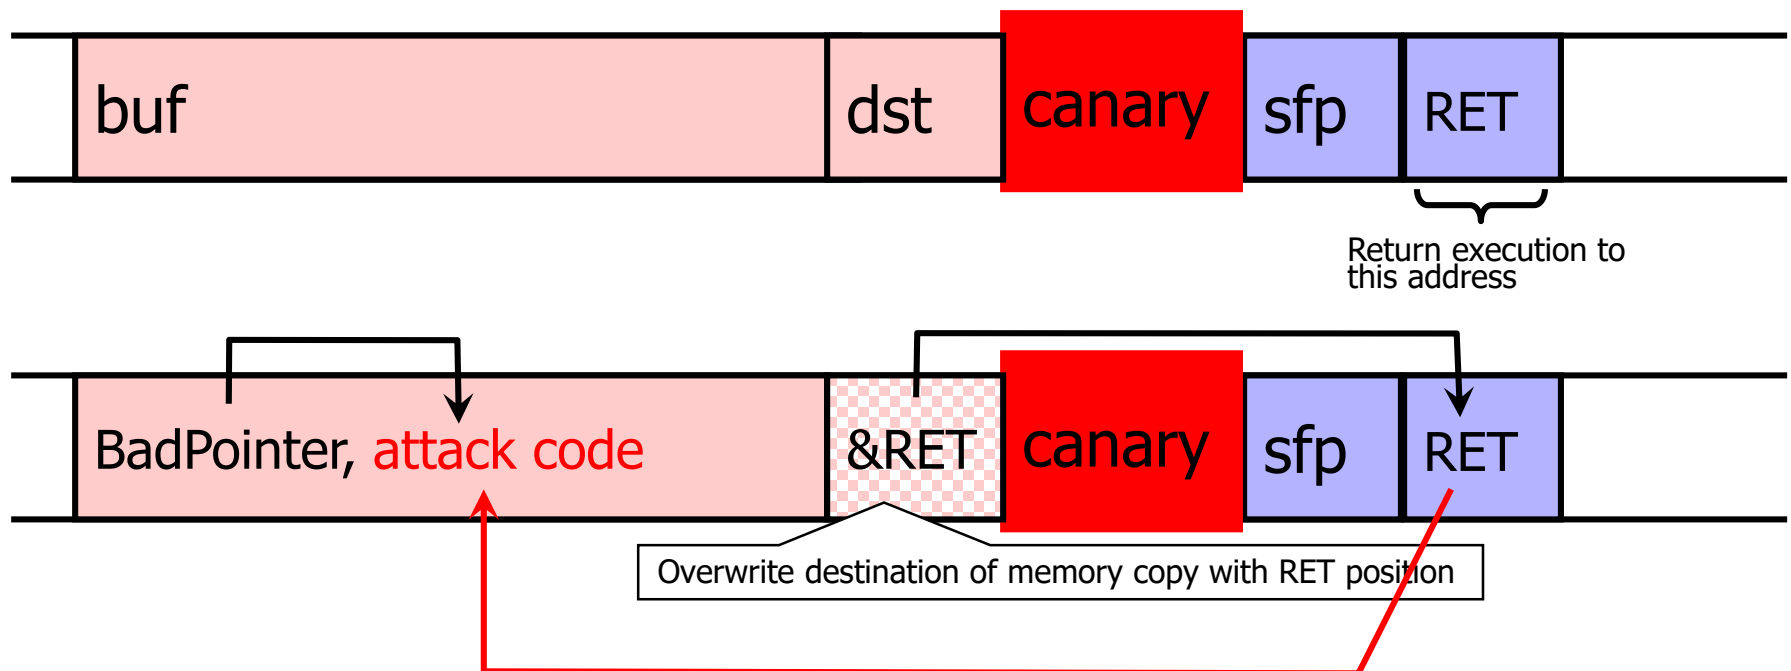 buf dst canary sfp RET
Return execution to
this address
BadPointer, attack code &RET canary sfp RET
Overwrite destination of memory copy with RET position